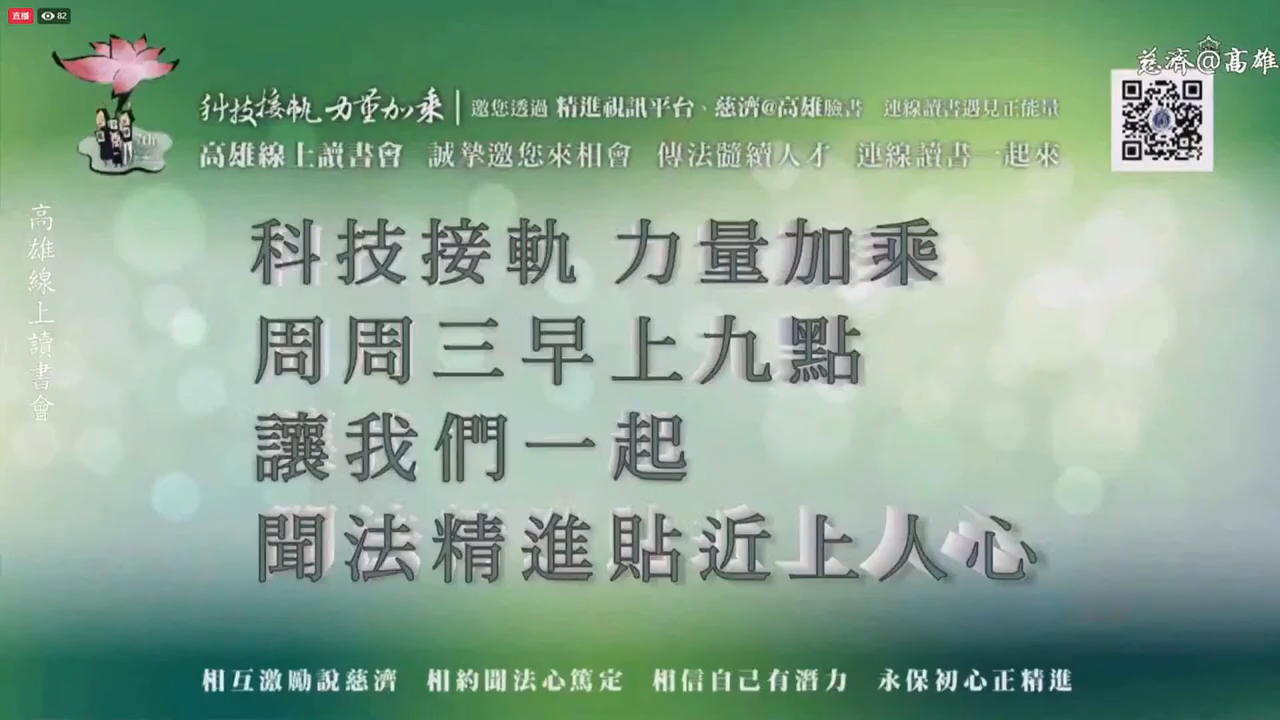 直播 82
慈濟@高雄
科技接軌 力量加乘 | 邀您透過 精進視訊平台、慈濟@高雄臉書 連線讀書遇見正能量
高雄線上讀書會 誠摯邀您來相會 傳法髓續人才 連線讀書一起來
高雄線上讀書會
科技接軌 力量加乘
周周三早上九點
讓我們一起
聞法精進貼近上人心
相互激励說慈濟 相約聞法心篤定 相信自己有潛力 永保初心正精進